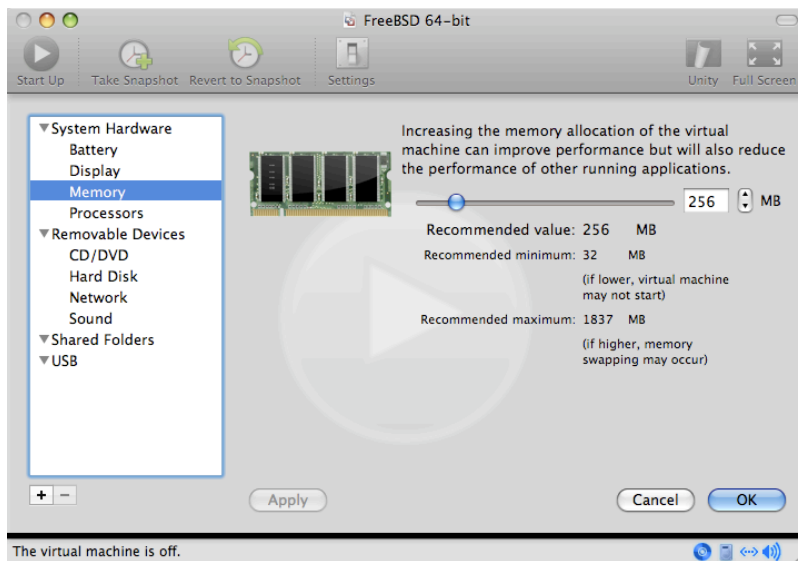 FreeBSD 64-bit
Start Up Take Snapshot Revert to Snapshot Settings Unity Full Screen
System Hardware
Battery
Display
Memory
Processors
Removable Devices
CD/DVD
Hard Disk
Network
Sound
Shared Folders
USB
+ −
Increasing the memory allocation of the virtual
machine can improve performance but will also reduce
the performance of other running applications.
256 MB
Recommended value: 256 MB
Recommended minimum: 32 MB
(if lower, virtual machine
may not start)
Recommended maximum: 1837 MB
(if higher, memory
swapping may occur)
Apply Cancel OK
The virtual machine is off.